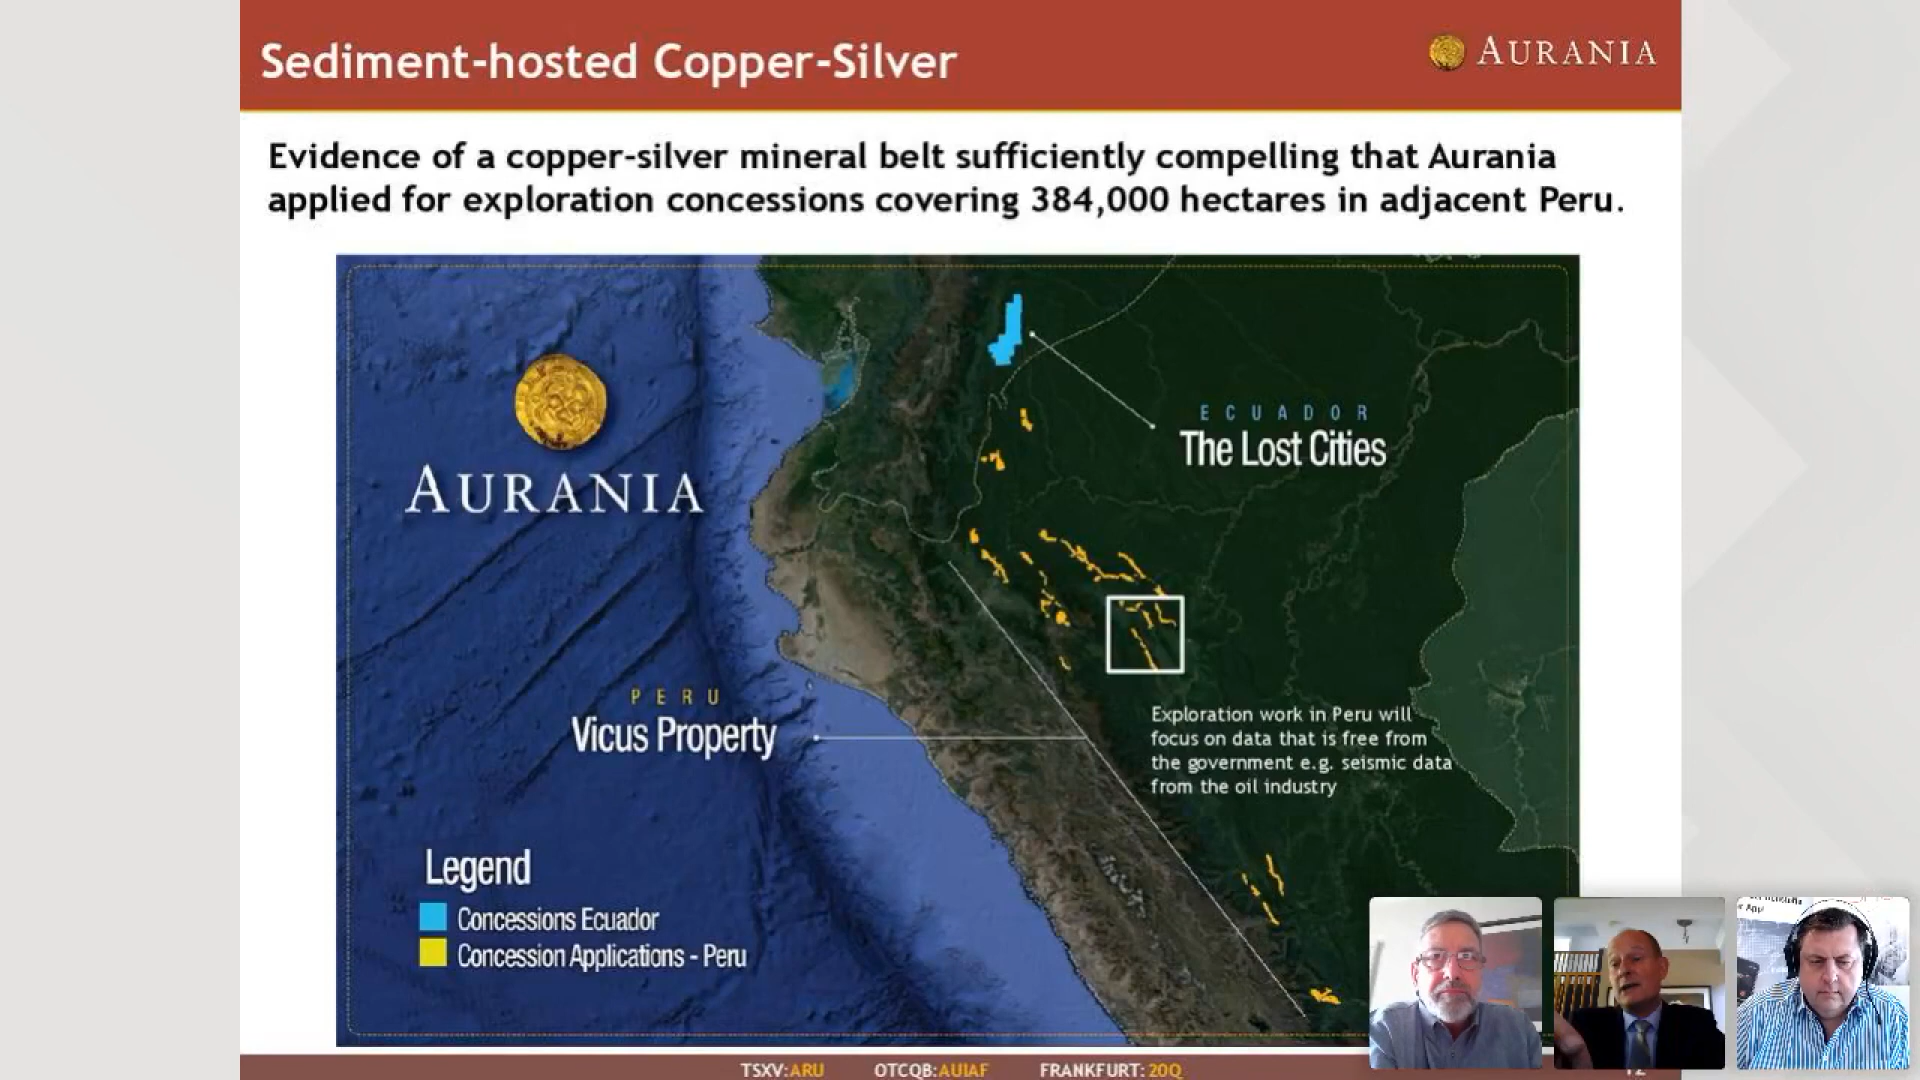 Sediment-hosted Copper-Silver
AURANIA
Evidence of a copper-silver mineral belt sufficiently compelling that Aurania
applied for exploration concessions covering 384,000 hectares in adjacent Peru.
AURANIA
ECUADOR
The Lost Cities
PERU
Vicus Property
Exploration work in Peru will
focus on data that is free from
the government e.g. seismic data
from the oil industry
Legend
Concessions Ecuador
Concession Applications - Peru
TSXV:ARU OTCQB:AUIAF FRANKFURT: 20Q